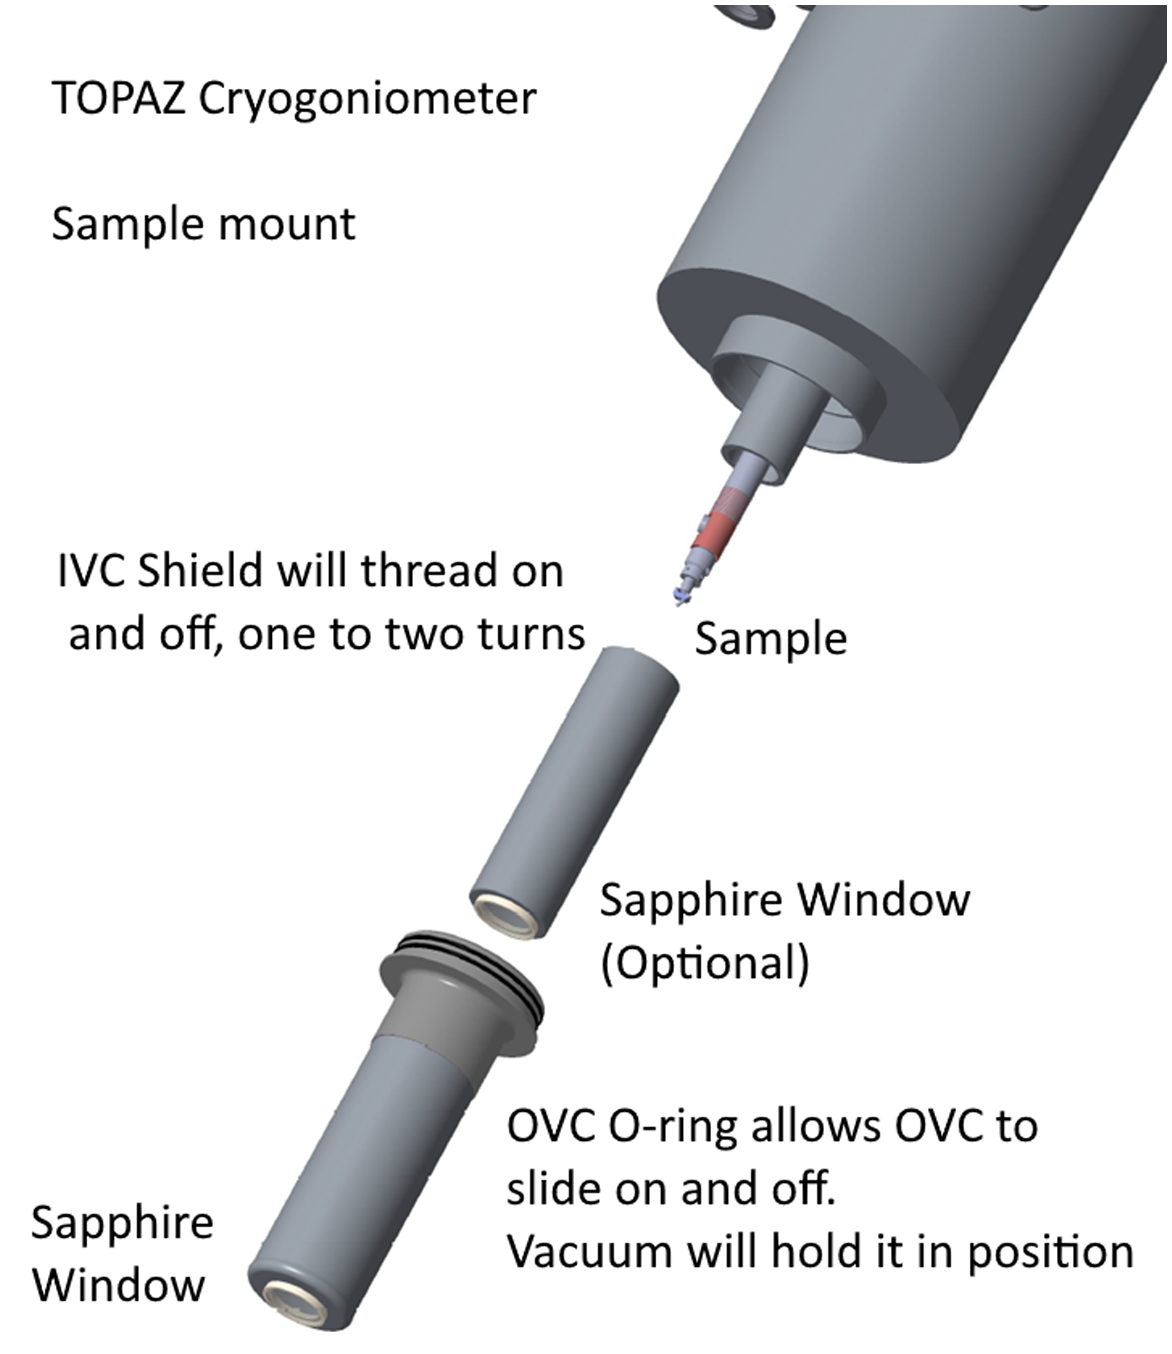 TOPAZ Cryogoniometer
Sample mount
IVC Shield will thread on
and off, one to two turns
Sample
Sapphire Window
(Optional)
OVC O-ring allows OVC to
slide on and off.
Vacuum will hold it in position
Sapphire
Window